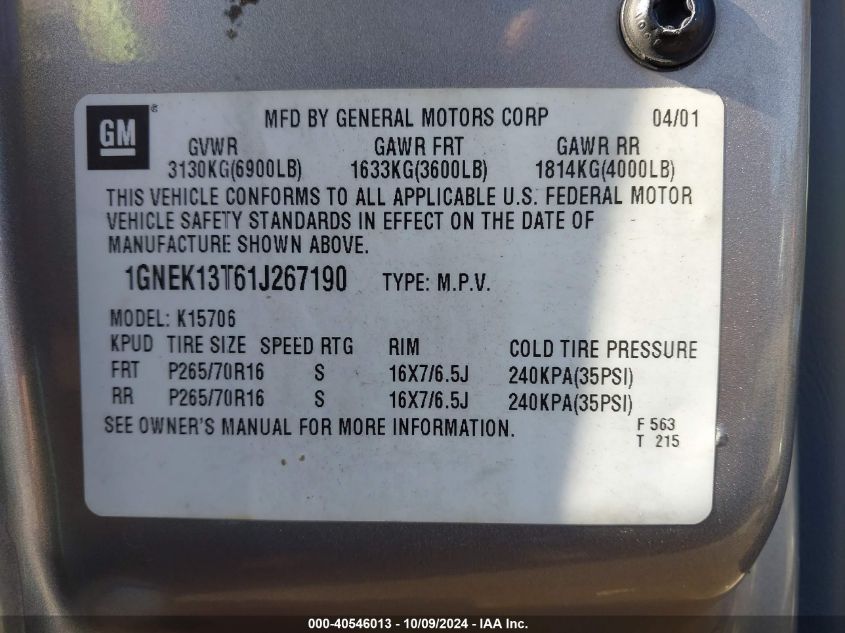 GM ® MFD BY GENERAL MOTORS CORP 04/01
GVWR GAWR FRT GAWR RR
3130KG(6900LB) 1633KG(3600LB) 1814KG(4000LB)
THIS VEHICLE CONFORMS TO ALL APPLICABLE U.S. FEDERAL MOTOR
VEHICLE SAFETY STANDARDS IN EFFECT ON THE DATE OF
MANUFACTURE SHOWN ABOVE.
1GNEK13T61J267190 TYPE: M.P.V.
MODEL: K15706
KPUD TIRE SIZE SPEED RTG RIM COLD TIRE PRESSURE
FRT P265/70R16 S 16X7/6.5J 240KPA(35PSI)
RR P265/70R16 S 16X7/6.5J 240KPA(35PSI)
SEE OWNER'S MANUAL FOR MORE INFORMATION. F 563
T 215
000-40546013 - 10/09/2024 - IAA Inc.